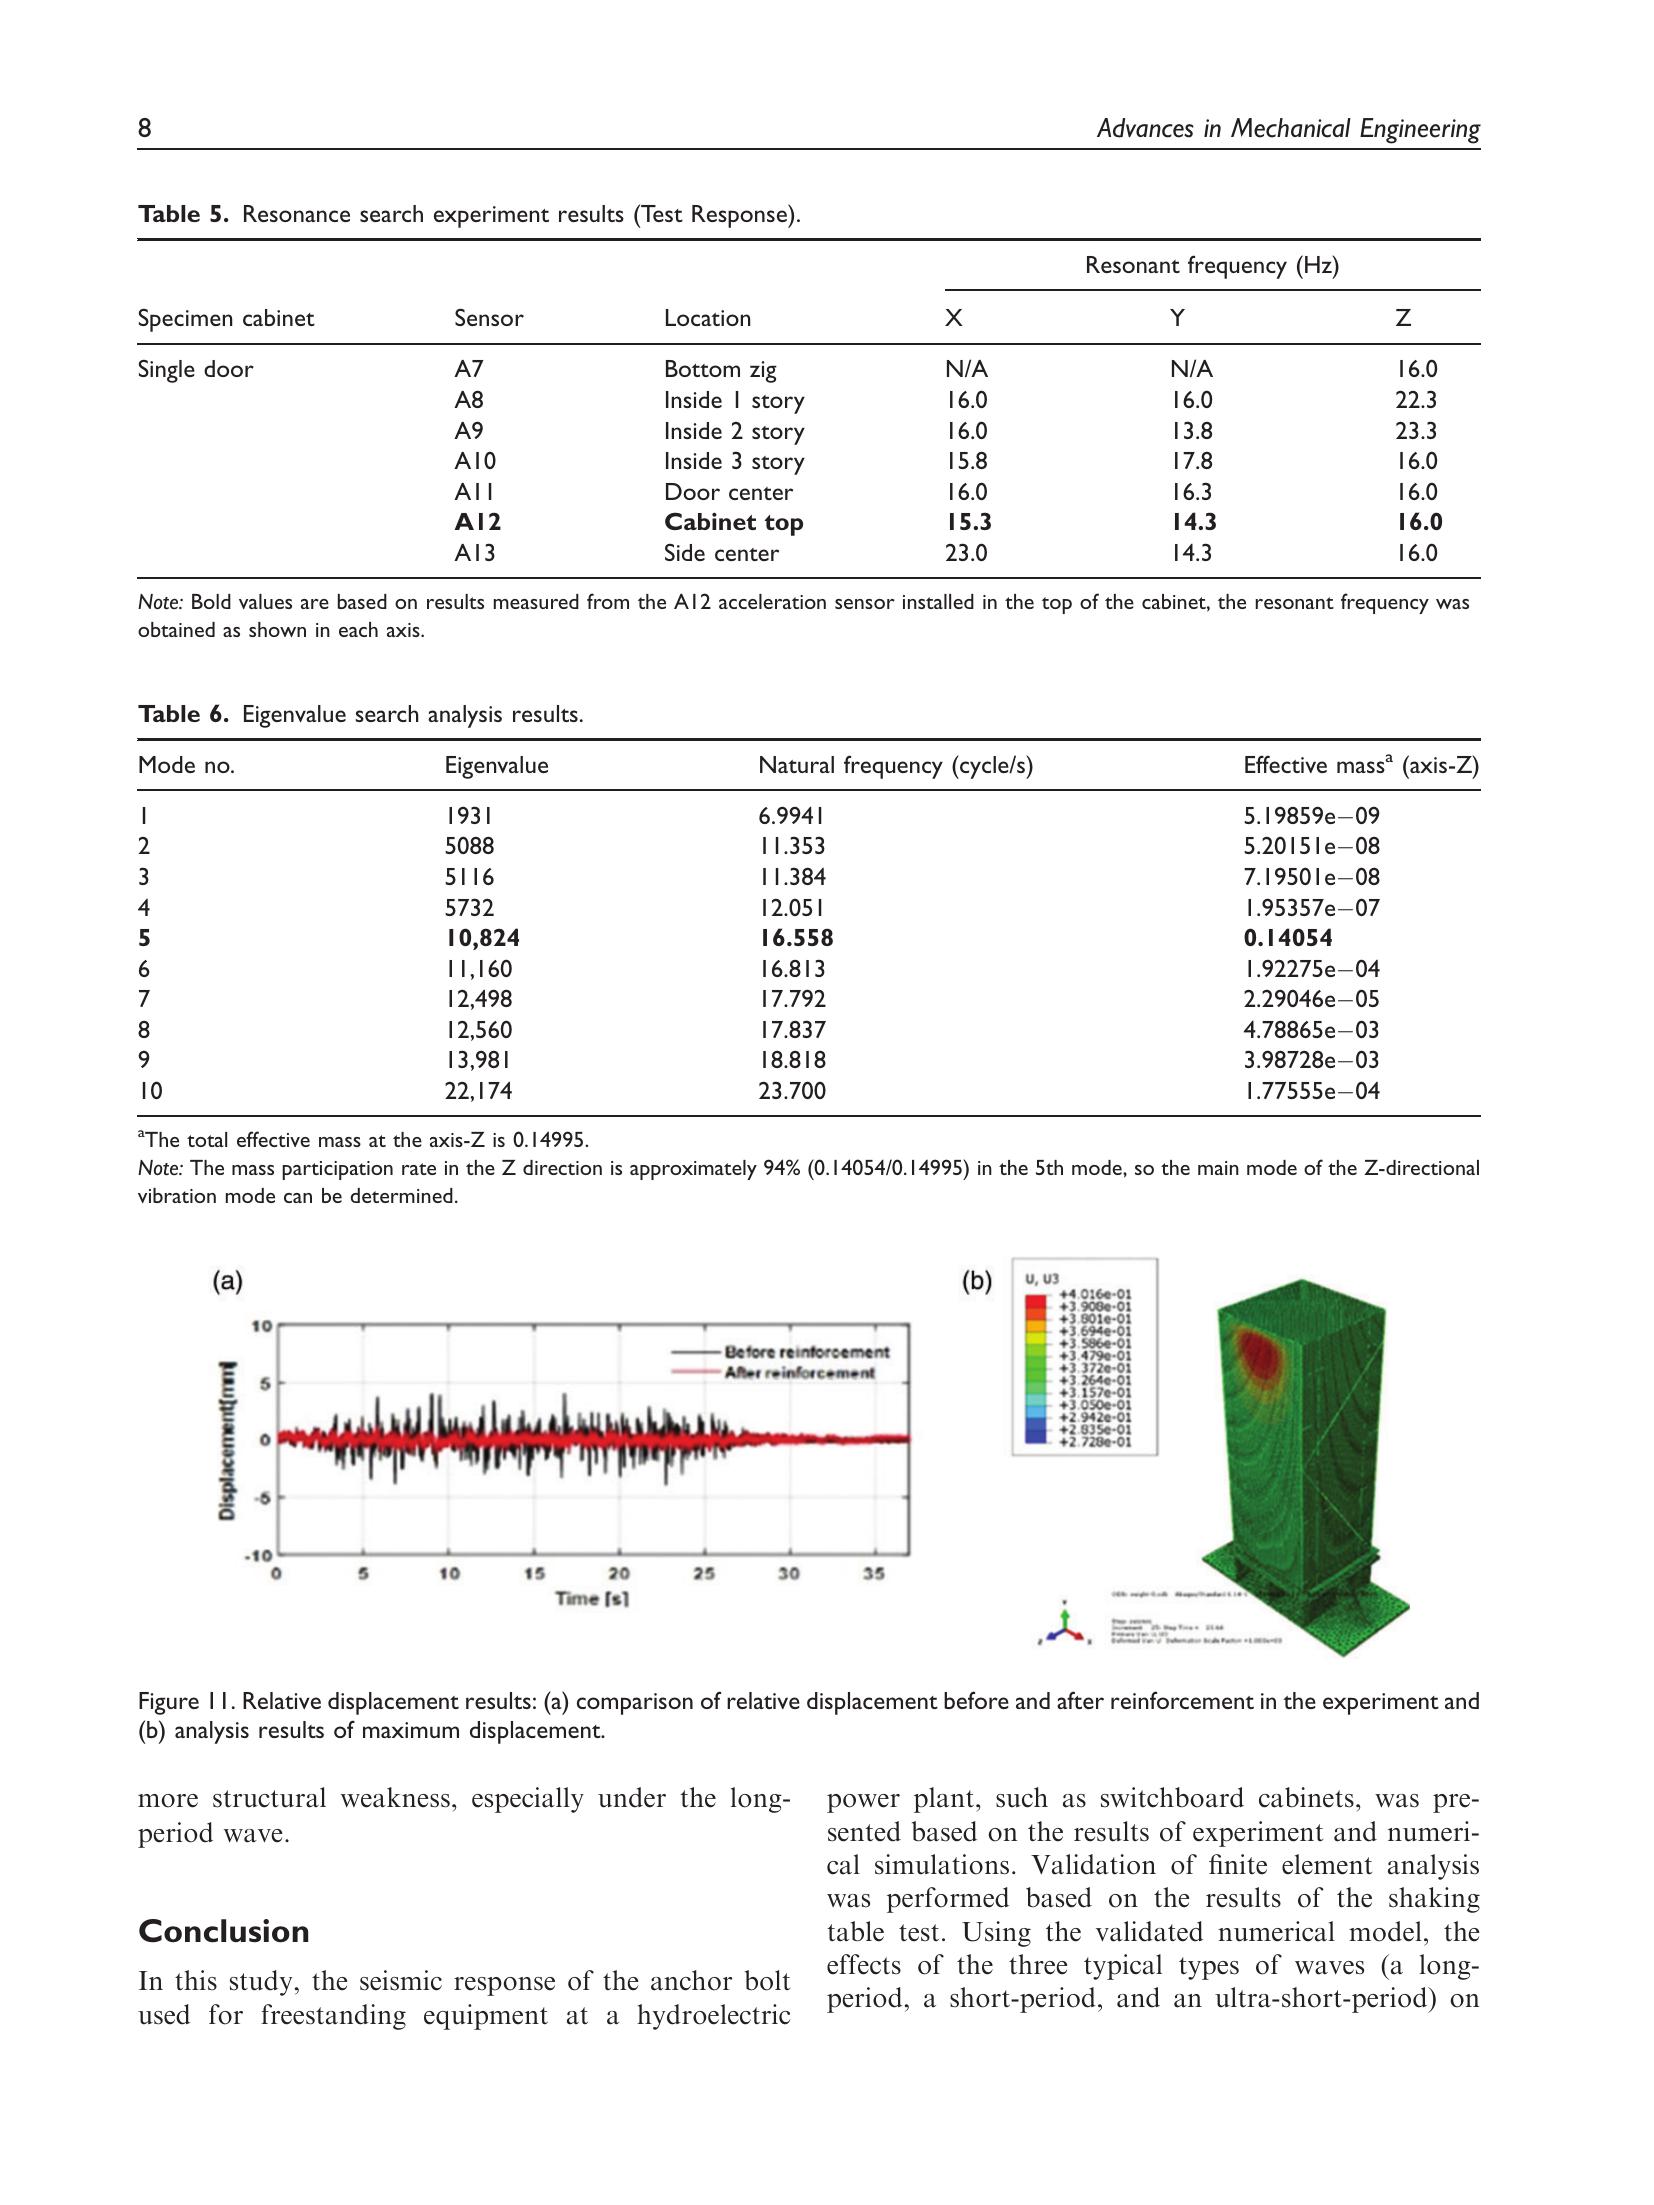 8
Advances in Mechanical Engineering
Table 5. Resonance search experiment results (Test Response).
Resonant frequency (Hz)
Specimen cabinet Sensor Location X Y Z
Single door A7 Bottom zig N/A N/A 16.0
A8 Inside 1 story 16.0 16.0 22.3
A9 Inside 2 story 16.0 13.8 23.3
A10 Inside 3 story 15.8 17.8 16.0
A11 Door center 16.0 16.3 16.0
A12 Cabinet top 15.3 14.3 16.0
A13 Side center 23.0 14.3 16.0
Note: Bold values are based on results measured from the A12 acceleration sensor installed in the top of the cabinet, the resonant frequency was
obtained as shown in each axis.
Table 6. Eigenvalue search analysis results.
Mode no. Eigenvalue Natural frequency (cycle/s) Effective massᵃ (axis-Z)
1 1931 6.9941 5.19859e−09
2 5088 11.353 5.20151e−08
3 5116 11.384 7.19501e−08
4 5732 12.051 1.95357e−07
5 10,824 16.558 0.14054
6 11,160 16.813 1.92275e−04
7 12,498 17.792 2.29046e−05
8 12,560 17.837 4.78865e−03
9 13,981 18.818 3.98728e−03
10 22,174 23.700 1.77555e−04
ᵃThe total effective mass at the axis-Z is 0.14995.
Note: The mass participation rate in the Z direction is approximately 94% (0.14054/0.14995) in the 5th mode, so the main mode of the Z-directional
vibration mode can be determined.
(a)
10
5
0
-5
-10
Displacement[mm]
Before reinforcement
After reinforcement
0 5 10 15 20 25 30 35
Time [s]
(b)
U, U3
+4.016e-01
+3.908e-01
+3.801e-01
+3.694e-01
+3.586e-01
+3.479e-01
+3.372e-01
+3.264e-01
+3.157e-01
+3.050e-01
+2.942e-01
+2.835e-01
+2.728e-01
Figure 11. Relative displacement results: (a) comparison of relative displacement before and after reinforcement in the experiment and
(b) analysis results of maximum displacement.
more structural weakness, especially under the long-
period wave.
Conclusion
In this study, the seismic response of the anchor bolt
used for freestanding equipment at a hydroelectric
power plant, such as switchboard cabinets, was pre-
sented based on the results of experiment and numeri-
cal simulations. Validation of finite element analysis
was performed based on the results of the shaking
table test. Using the validated numerical model, the
effects of the three typical types of waves (a long-
period, a short-period, and an ultra-short-period) on